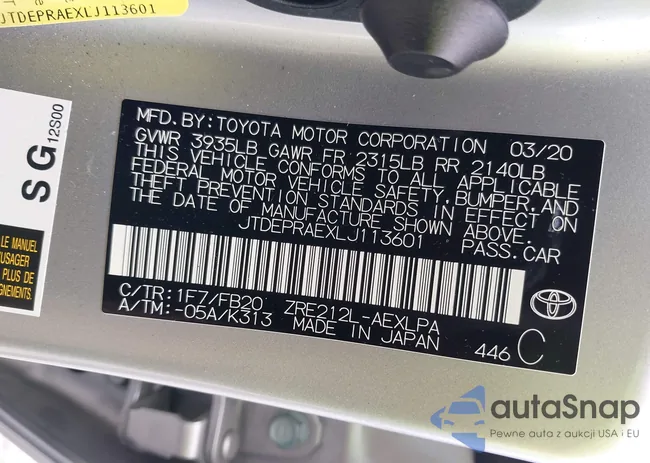 JTDEPRAEXLJ113601
SG
12S00
LE MANUEL
USAGER
PLUS DE
GNEMENTS.
MFD.BY:TOYOTA MOTOR CORPORATION 03/20
GVWR 3935LB GAWR FR 2315LB RR 2140LB
THIS VEHICLE CONFORMS TO ALL APPLICABLE
FEDERAL MOTOR VEHICLE SAFETY,BUMPER,AND
THEFT PREVENTION STANDARDS IN EFFECT ON
THE DATE OF MANUFACTURE SHOWN ABOVE.
JTDEPRAEXLJ113601 PASS.CAR
C/TR:1F7/FB20 ZRE212L-AEXLPA
A/TM:-05A/K313 MADE IN JAPAN
446 C
TOYOTA
autaSnap
Pewne auta z aukcji USA i EU